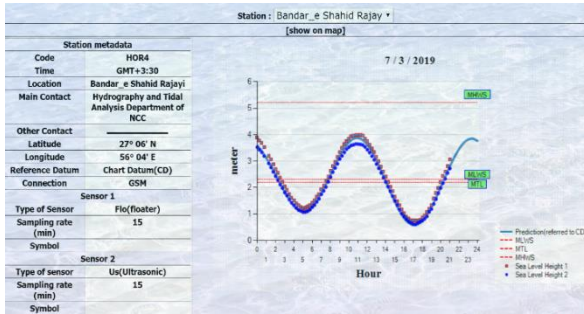 Station : Bandar_e Shahid Rajay
[show on map]
Station metadata
Code HOR4
Time GMT+3:30
Location Bandar_e Shahid Rajayi
Main Contact Hydrography and Tidal
Analysis Department of
NCC
Other Contact
Latitude 27° 06' N
Longitude 56° 04' E
Reference Datum Chart Datum(CD)
Connection GSM
Sensor 1
Type of Sensor Flo(floater)
Sampling rate
(min) 15
Symbol
Sensor 2
Type of sensor Us(Ultrasonic)
Sampling rate
(min) 15
Symbol
7 / 3 / 2019
MHWS
MLWS
MTL
meter
6
5
4
3
2
1
0
0 2 4 6 8 10 12 14 16 18 20 22 24
1 3 5 7 9 11 13 15 17 19 21 23
Hour
Prediction(referred to CD)
MLWS
MTL
MHWS
Sea Level Height 1
Sea Level Height 2